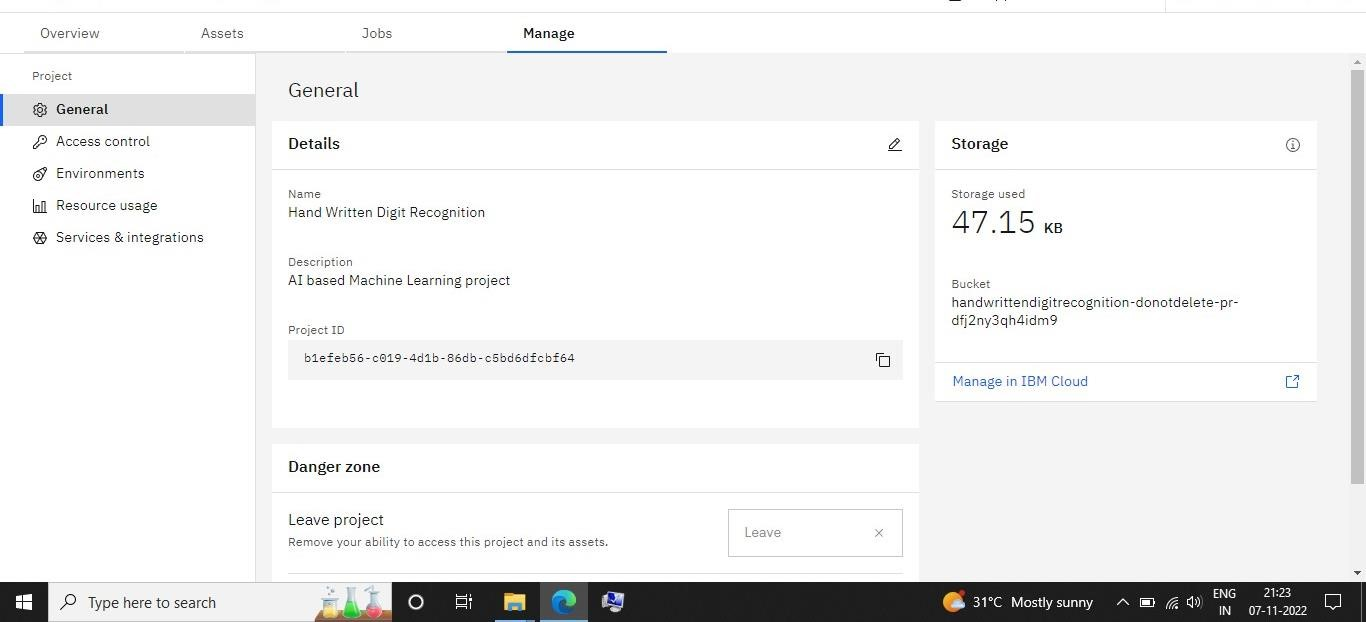 Overview
Assets
Jobs
Manage
Project
General
Access control
Environments
Resource usage
Services & integrations
General
Details
Name
Hand Written Digit Recognition
Description
AI based Machine Learning project
Project ID
b1efeb56-c019-4d1b-86db-c5bd6dfcbf64
Storage
Storage used
47.15 KB
Bucket
handwrittendigitrecognition-donotdelete-pr-
dfj2ny3qh4idm9
Manage in IBM Cloud
Danger zone
Leave project
Remove your ability to access this project and its assets.
Leave
Type here to search
31°C Mostly sunny
ENG
IN
21:23
07-11-2022